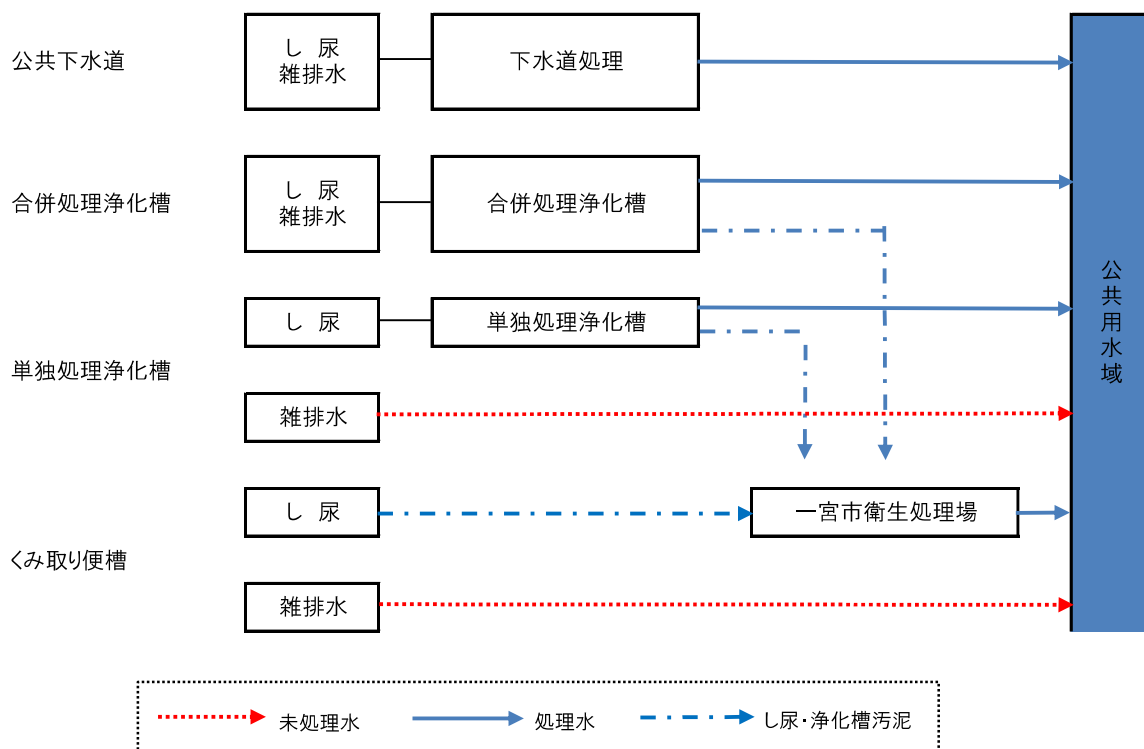 公共下水道
し 尿
雑排水
下水道処理
合併処理浄化槽
し 尿
雑排水
合併処理浄化槽
単独処理浄化槽
し 尿
単独処理浄化槽
雑排水
くみ取り便槽
し 尿
一宮市衛生処理場
雑排水
公共用水域
未処理水
処理水
し尿・浄化槽汚泥